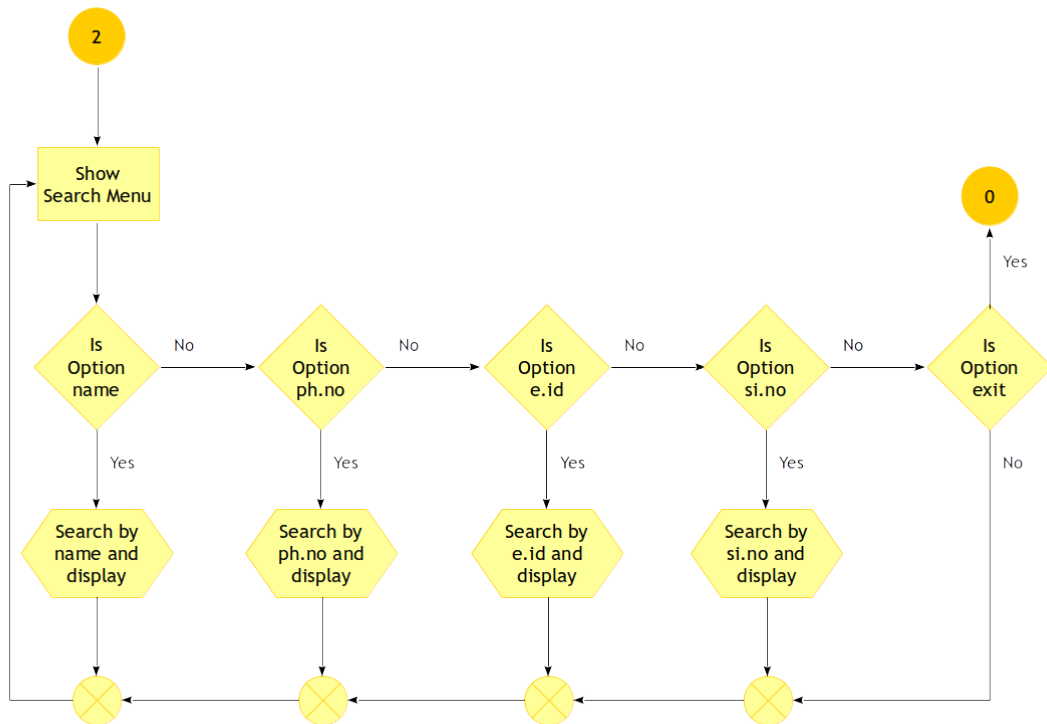 2
Show
Search Menu
0
Yes
Is
Option
name
No
Is
Option
ph.no
No
Is
Option
e.id
No
Is
Option
si.no
No
Is
Option
exit
Yes
Yes
Yes
Yes
No
Search by
name and
display
Search by
ph.no and
display
Search by
e.id and
display
Search by
si.no and
display